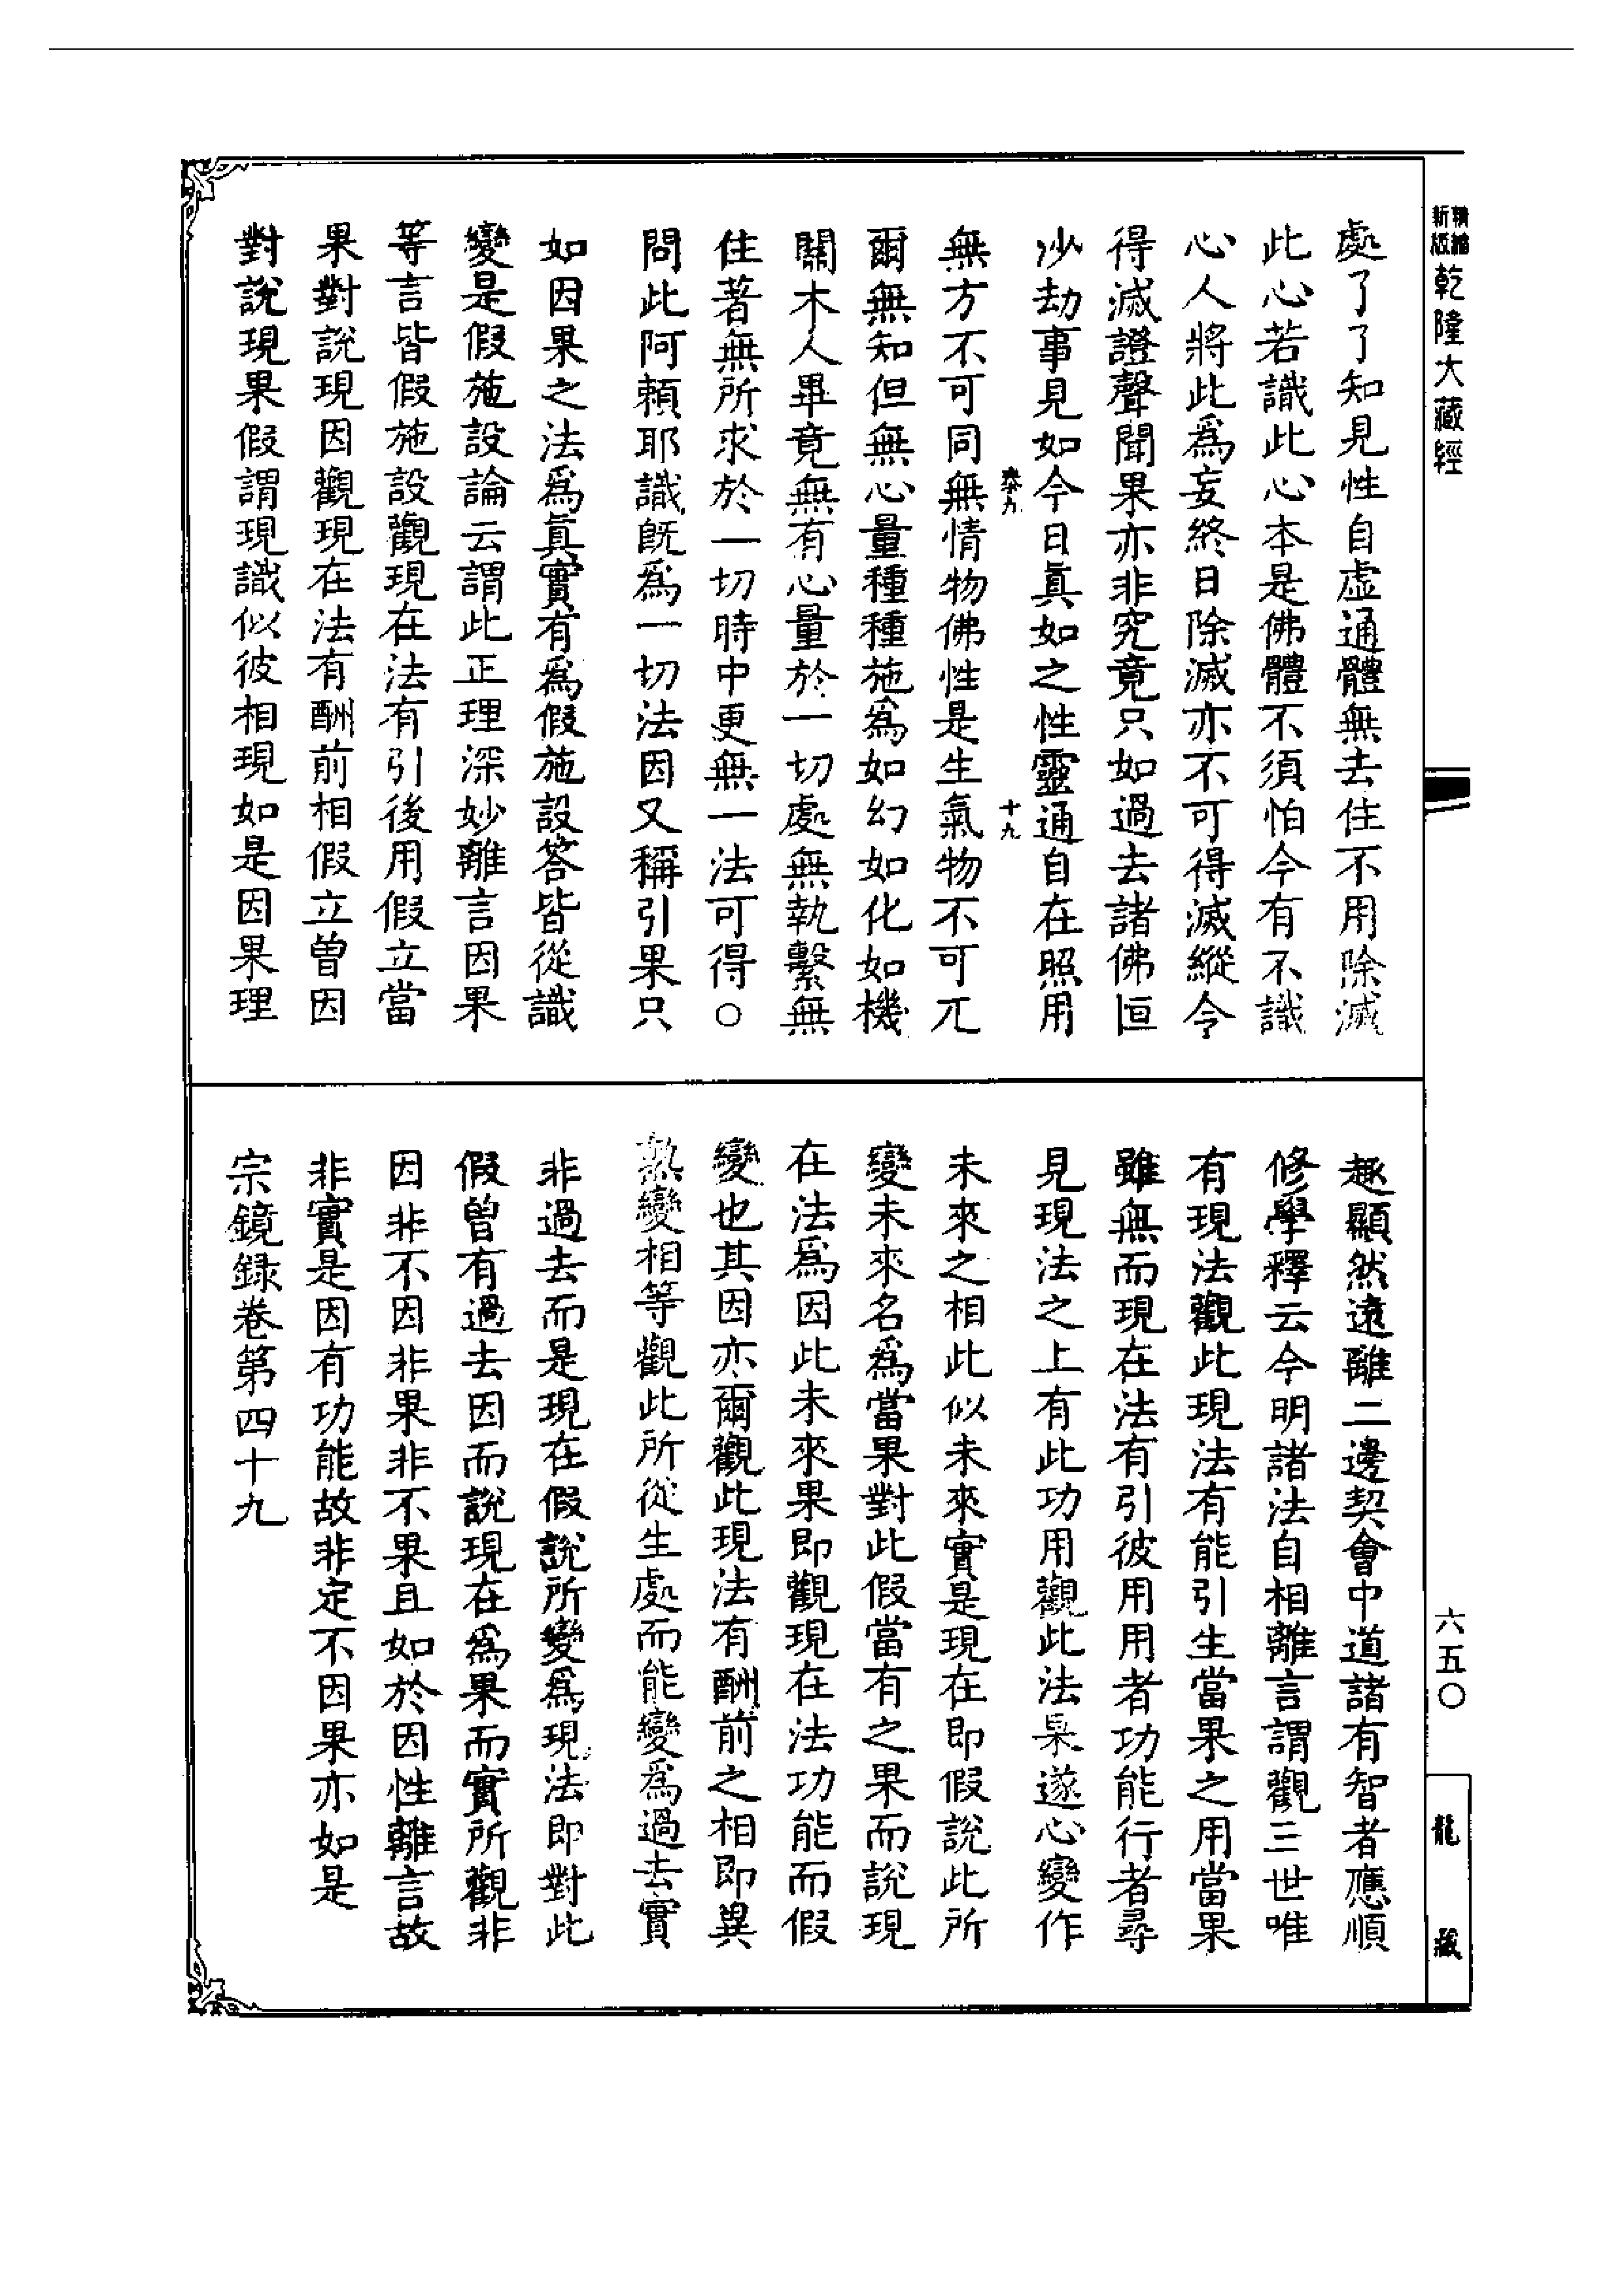 精繪
新版
乾隆大藏經
處了了知見性自虛通體無去住不用除滅
此心若識此心本是佛體不須怕今有不識
心人將此爲妄終日除滅亦不可得滅縱令
得滅證聲聞果亦非究竟只如過去諸佛恒
沙劫事見如今日眞如之性靈通自在照用
泰九
十九
無方不可同無情物佛性是生氣物不可兀
爾無知但無心量種種施爲如幻如化如機
關木人畢竟無有心量於一切處無執繫無
住著無所求於一切時中更無一法可得○
問此阿賴耶識旣爲一切法因又稱引果只
如因果之法爲眞實有爲假施設答皆從識
變是假施設論云謂此正理深妙離言因果
等言皆假施設觀現在法有引後用假立當
果對說現因觀現在法有酬前相假立曾因
對說現果假謂現識似彼相現如是因果理
趣顯然遠離二邊契會中道諸有智者應順
修學釋云今明諸法自相離言謂觀三世唯
有現法觀此現法有能引生當果之用當果
雖無而現在法有引彼用用者功能行者尋
見現法之上有此功用觀此法果遂心變作
未來之相此似未來實是現在即假說此所
變未來名爲當果對此假當有之果而說現
在法爲因此未來果即觀現在法功能而假
變也其因亦爾觀此現法有酬前之相即異
熟變相等觀此所從生處而能變爲過去實
非過去而是現在假說所變爲現法即對此
假曾有過去因而說現在爲果而實所觀非
因非不因非果非不果且如於因性離言故
非實是因有功能故非定不因果亦如是
宗鏡録卷第四十九
六五○
龍藏